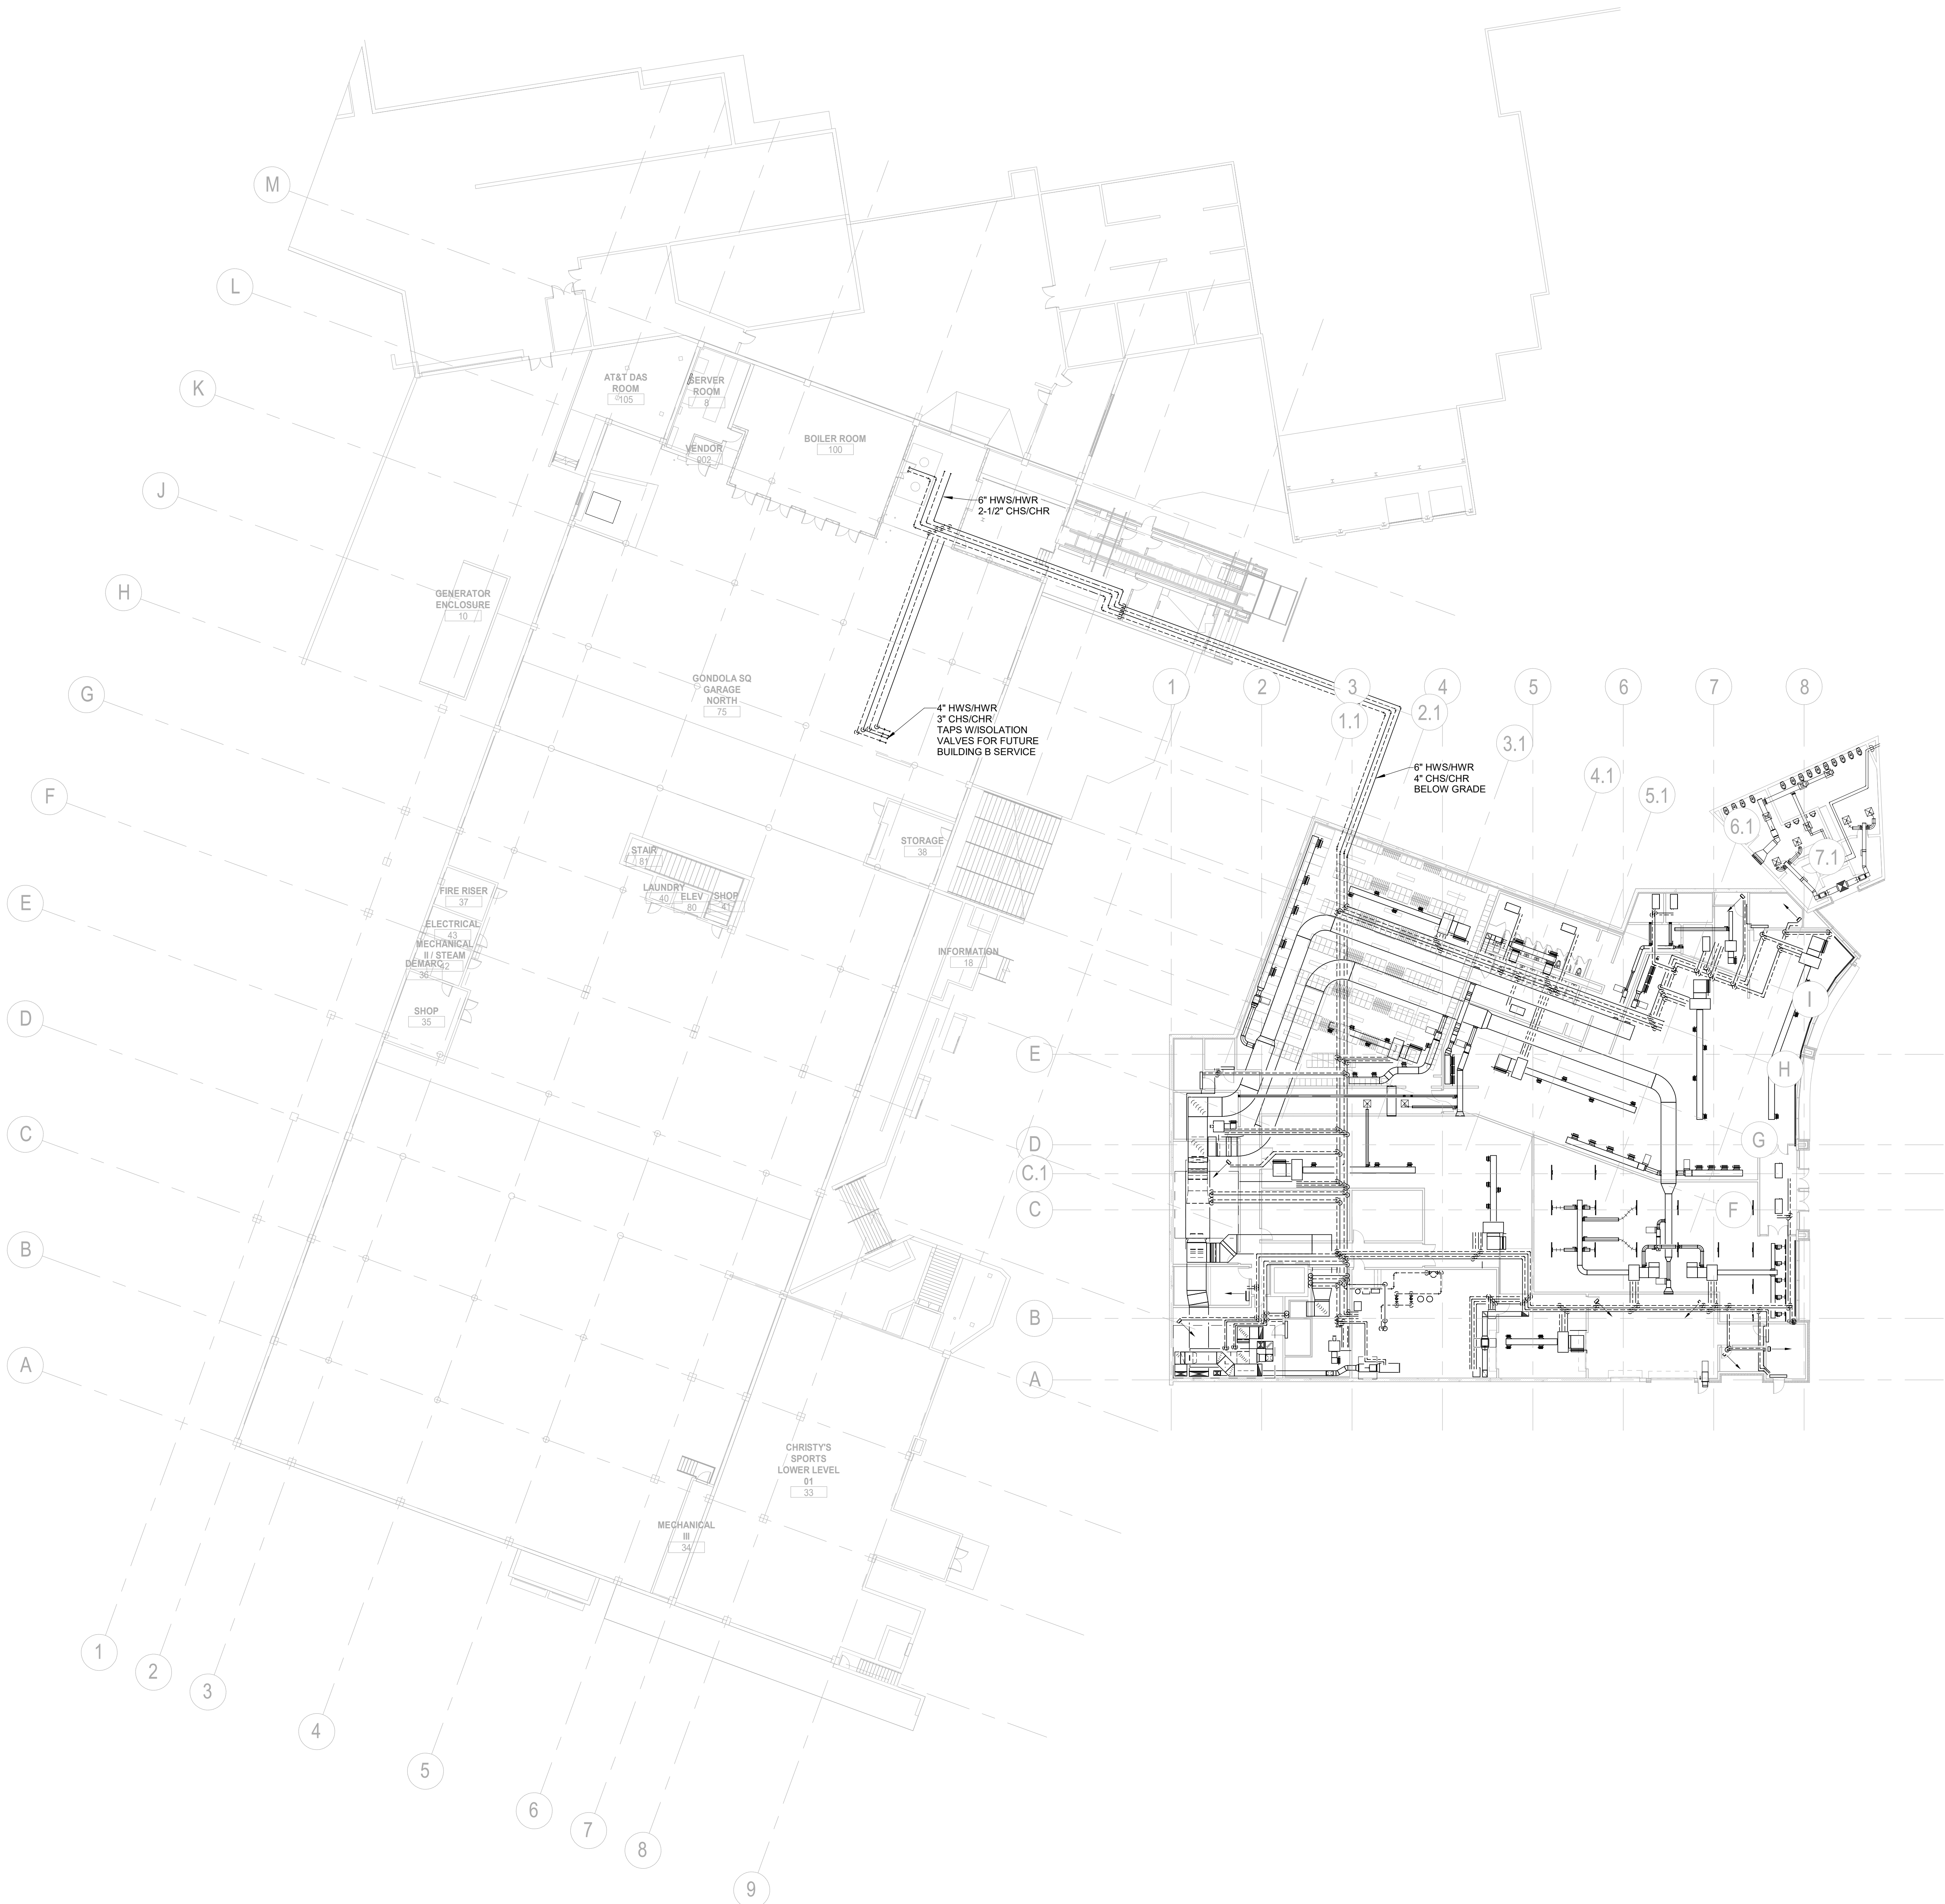 M
L
K
J
H
G
F
E
D
C
B
A
AT&T DAS
ROOM
105
SERVER
ROOM
8
VENDOR
002
BOILER ROOM
100
6" HWS/HWR
2-1/2" CHS/CHR
GENERATOR
ENCLOSURE
10
GONDOLA SQ
GARAGE
NORTH
75
4" HWS/HWR
3" CHS/CHR
TAPS W/ISOLATION
VALVES FOR FUTURE
BUILDING B SERVICE
6" HWS/HWR
4" CHS/CHR
BELOW GRADE
STORAGE
38
STAIR
81
LAUNDRY
40
ELEV
80
SHOP
41
FIRE RISER
37
ELECTRICAL
43
MECHANICAL
II / STEAM
42
DEMARC
36
SHOP
35
INFORMATION
18
CHRISTY'S
SPORTS
LOWER LEVEL
01
33
MECHANICAL
III
34
1
2
3
4
5
6
7
8
9
1
2
3
4
5
6
7
8
1.1
2.1
3.1
4.1
5.1
6.1
7.1
I
H
G
F
E
D
C.1
C
B
A